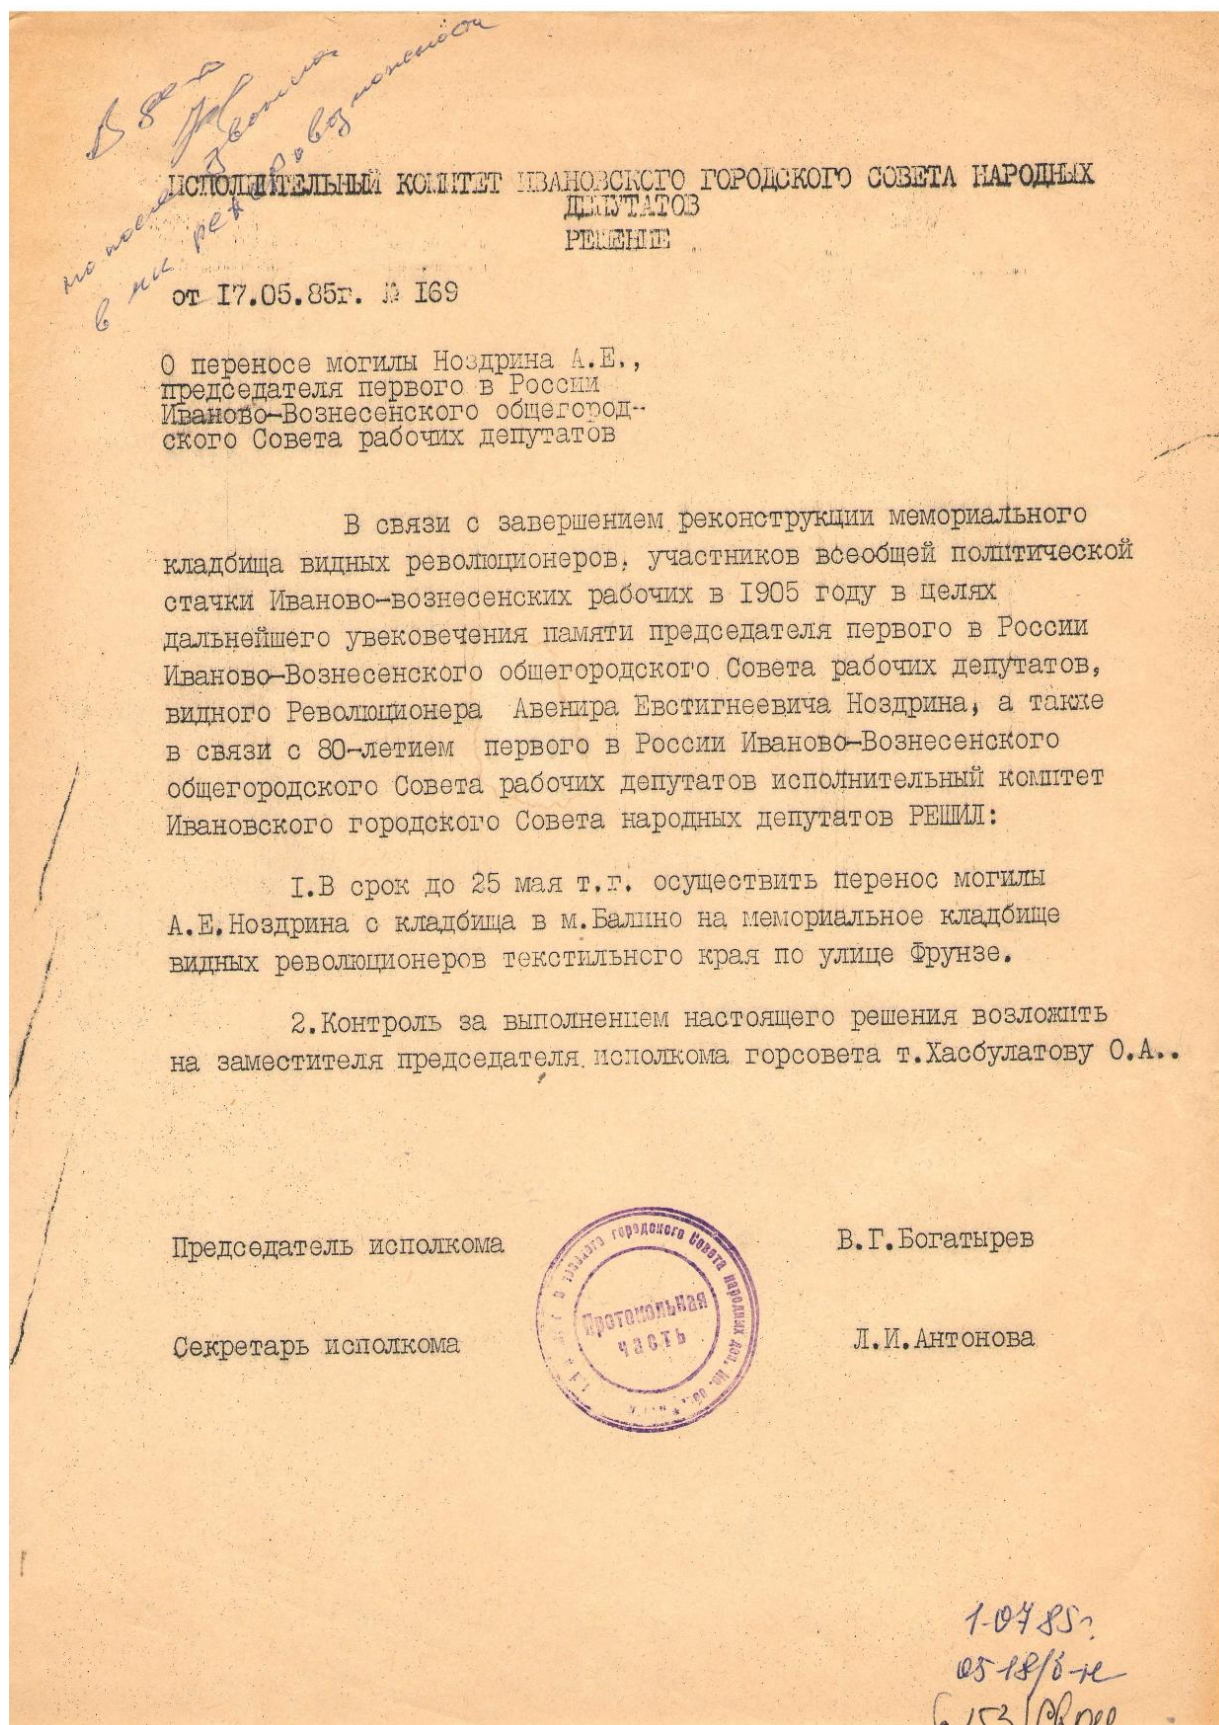 В дело
ИСПОЛНИТЕЛЬНЫЙ КОМИТЕТ ИВАНОВСКОГО ГОРОДСКОГО СОВЕТА НАРОДНЫХ
ДЕПУТАТОВ
РЕШЕНИЕ
от 17.05.85г. № 169
О переносе могилы Ноздрина А.Е.,
председателя первого в России
Иваново-Вознесенского общегород-
ского Совета рабочих депутатов
В связи с завершением реконструкции мемориального
кладбища видных революционеров, участников всеобщей политической
стачки Иваново-вознесенских рабочих в 1905 году в целях
дальнейшего увековечения памяти председателя первого в России
Иваново-Вознесенского общегородского Совета рабочих депутатов,
видного Революционера Авенира Евстигнеевича Ноздрина, а также
в связи с 80-летием первого в России Иваново-Вознесенского
общегородского Совета рабочих депутатов исполнительный комитет
Ивановского городского Совета народных депутатов РЕШИЛ:
1.В срок до 25 мая т.г. осуществить перенос могилы
А.Е.Ноздрина с кладбища в м.Балино на мемориальное кладбище
видных революционеров текстильного края по улице Фрунзе.
2.Контроль за выполнением настоящего решения возложить
на заместителя председателя исполкома горсовета т.Хасбулатову О.А..
Председатель исполкома В.Г.Богатырев
городского Совета народных деп.
Протокольная
часть
Секретарь исполкома Л.И.Антонова
1-07 85г.